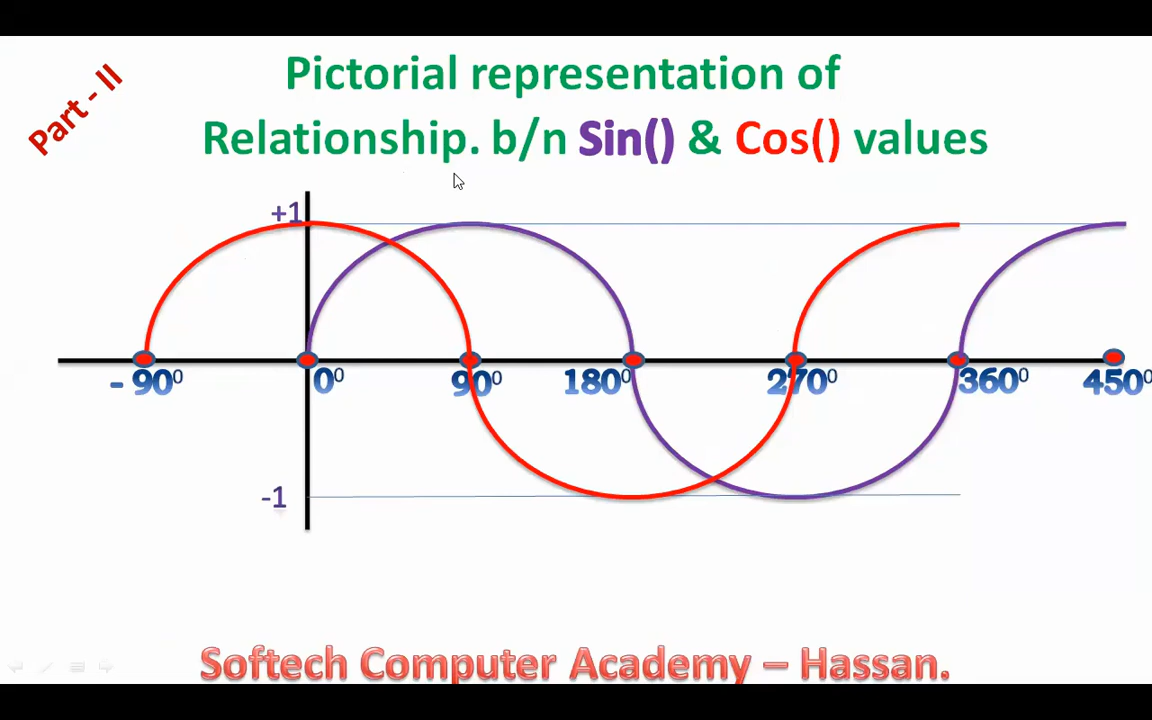 Part - II
Pictorial representation of
Relationship. b/n Sin() & Cos() values
+1
- 90⁰ 0⁰ 90⁰ 180⁰ 270⁰ 360⁰ 450⁰
-1
Softech Computer Academy – Hassan.